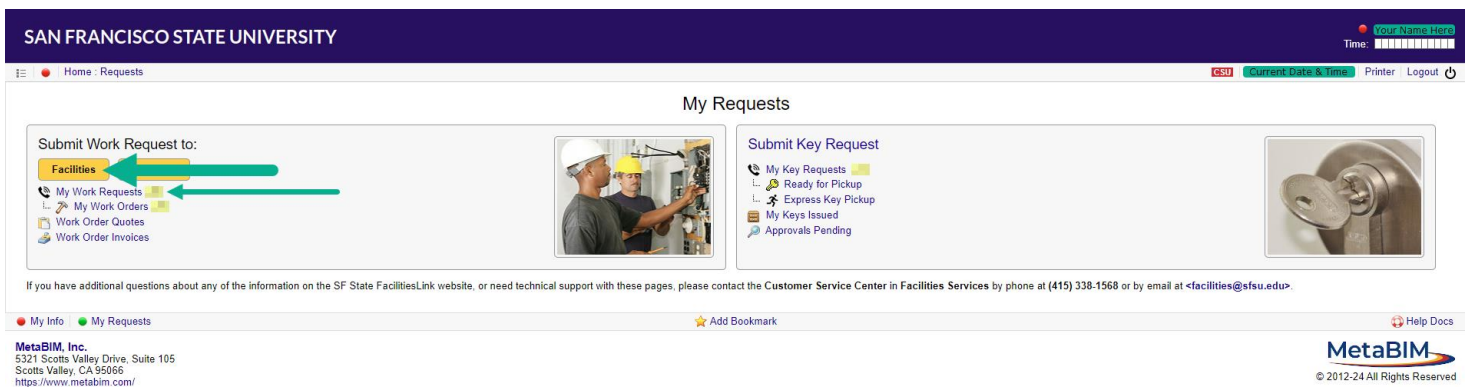 SAN FRANCISCO STATE UNIVERSITY
Your Name Here
Time:
Home : Requests
CSU Current Date & Time Printer Logout
My Requests
Submit Work Request to:
Facilities
My Work Requests
My Work Orders
Work Order Quotes
Work Order Invoices
Submit Key Request
My Key Requests
Ready for Pickup
Express Key Pickup
My Keys Issued
Approvals Pending
If you have additional questions about any of the information on the SF State FacilitiesLink website, or need technical support with these pages, please contact the Customer Service Center in Facilities Services by phone at (415) 338-1568 or by email at <facilities@sfsu.edu>.
My Info My Requests
Add Bookmark
Help Docs
MetaBIM, Inc.
5321 Scotts Valley Drive, Suite 105
Scotts Valley, CA 95066
https://www.metabim.com/
MetaBIM
© 2012-24 All Rights Reserved